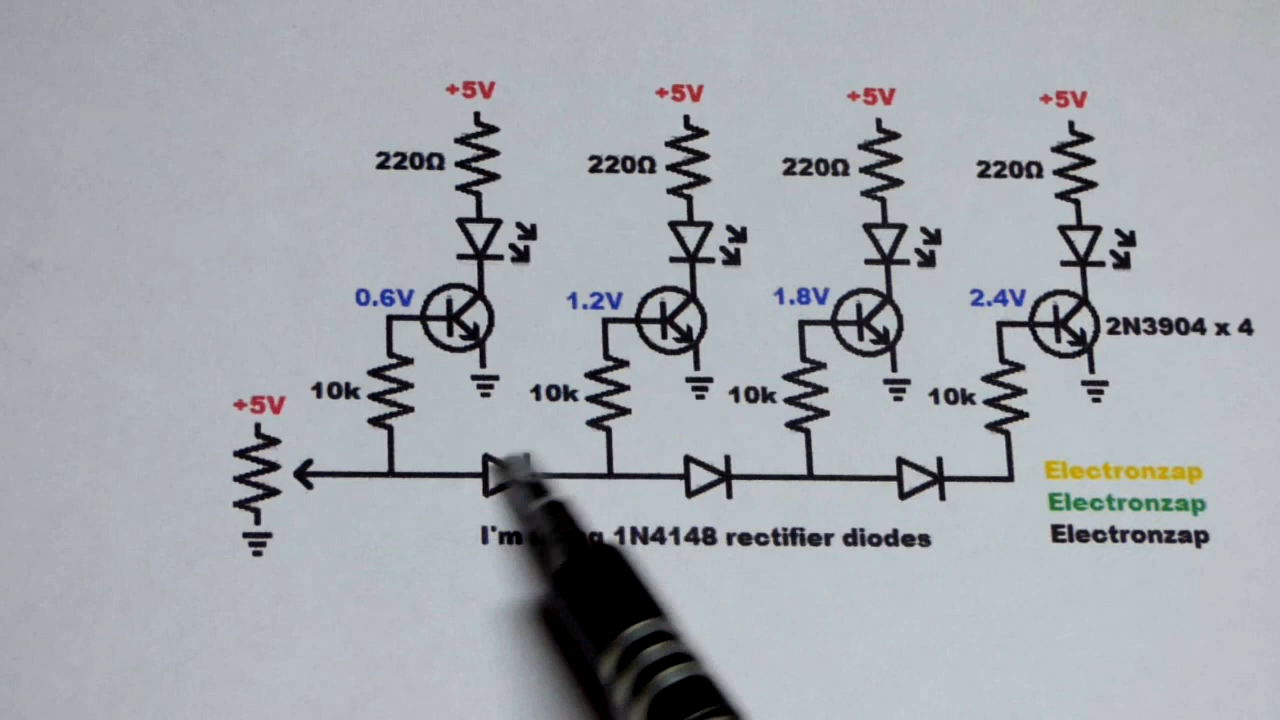 +5V +5V +5V +5V
220Ω 220Ω 220Ω 220Ω
0.6V 1.2V 1.8V 2.4V
2N3904 x 4
10k 10k 10k 10k
+5V
Electronzap
Electronzap
Electronzap
I'm 1N4148 rectifier diodes